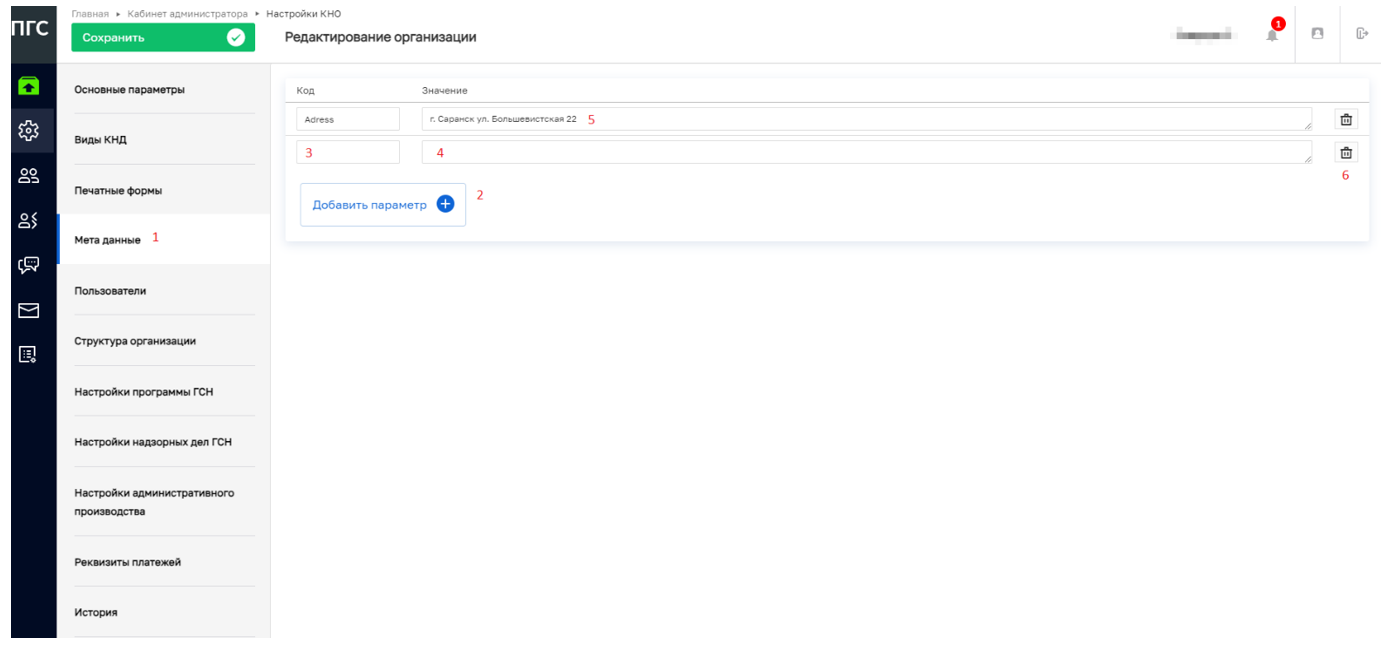 ПГС
Главная ▸ Кабинет администратора ▸ Настройки КНО
Сохранить
Редактирование организации
1
Основные параметры
Виды КНД
Печатные формы
Мета данные 1
Пользователи
Структура организации
Настройки программы ГСН
Настройки надзорных дел ГСН
Настройки административного
производства
Реквизиты платежей
История
Код Значение
Adress г. Саранск ул. Большевистская 22 5
3 4
6
Добавить параметр 2